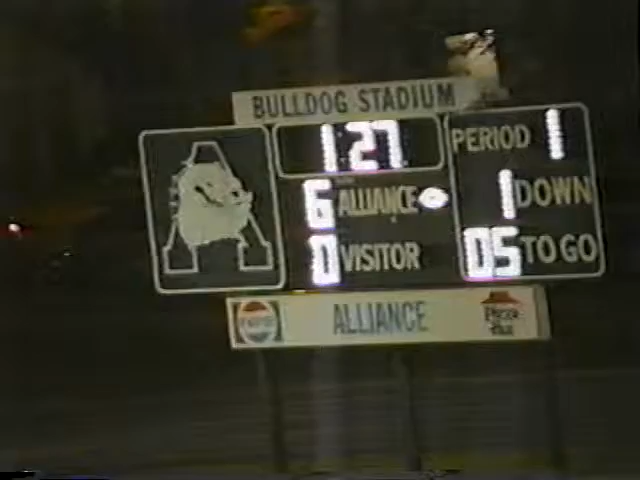 BULLDOG STADIUM
A
1 27
PERIOD 1
6 ALLIANCE
1 DOWN
0 VISITOR
05 TO GO
PEPSI
ALLIANCE
Pizza
Hut